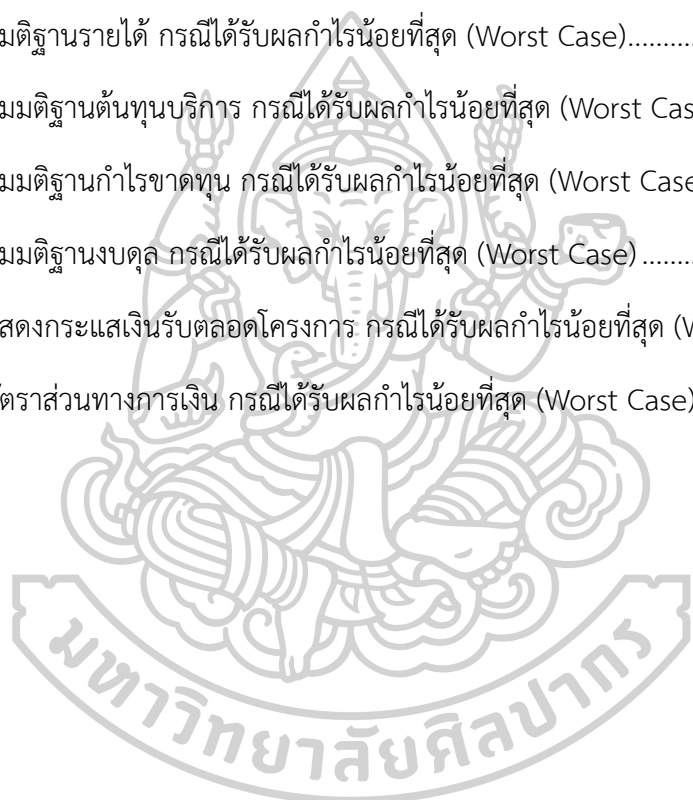 มติฐานรายได้ กรณีได้รับผลกำไรน้อยที่สุด (Worst Case)..........
มมติฐานต้นทุนบริการ กรณีได้รับผลกำไรน้อยที่สุด (Worst Cas
มมติฐานกำไรขาดทุน กรณีได้รับผลกำไรน้อยที่สุด (Worst Case
มมติฐานงบดุล กรณีได้รับผลกำไรน้อยที่สุด (Worst Case) ........
สดงกระแสเงินรับตลอดโครงการ กรณีได้รับผลกำไรน้อยที่สุด (W
ัตราส่วนทางการเงิน กรณีได้รับผลกำไรน้อยที่สุด (Worst Case)
มหาวิทยาลัยศิลปากร